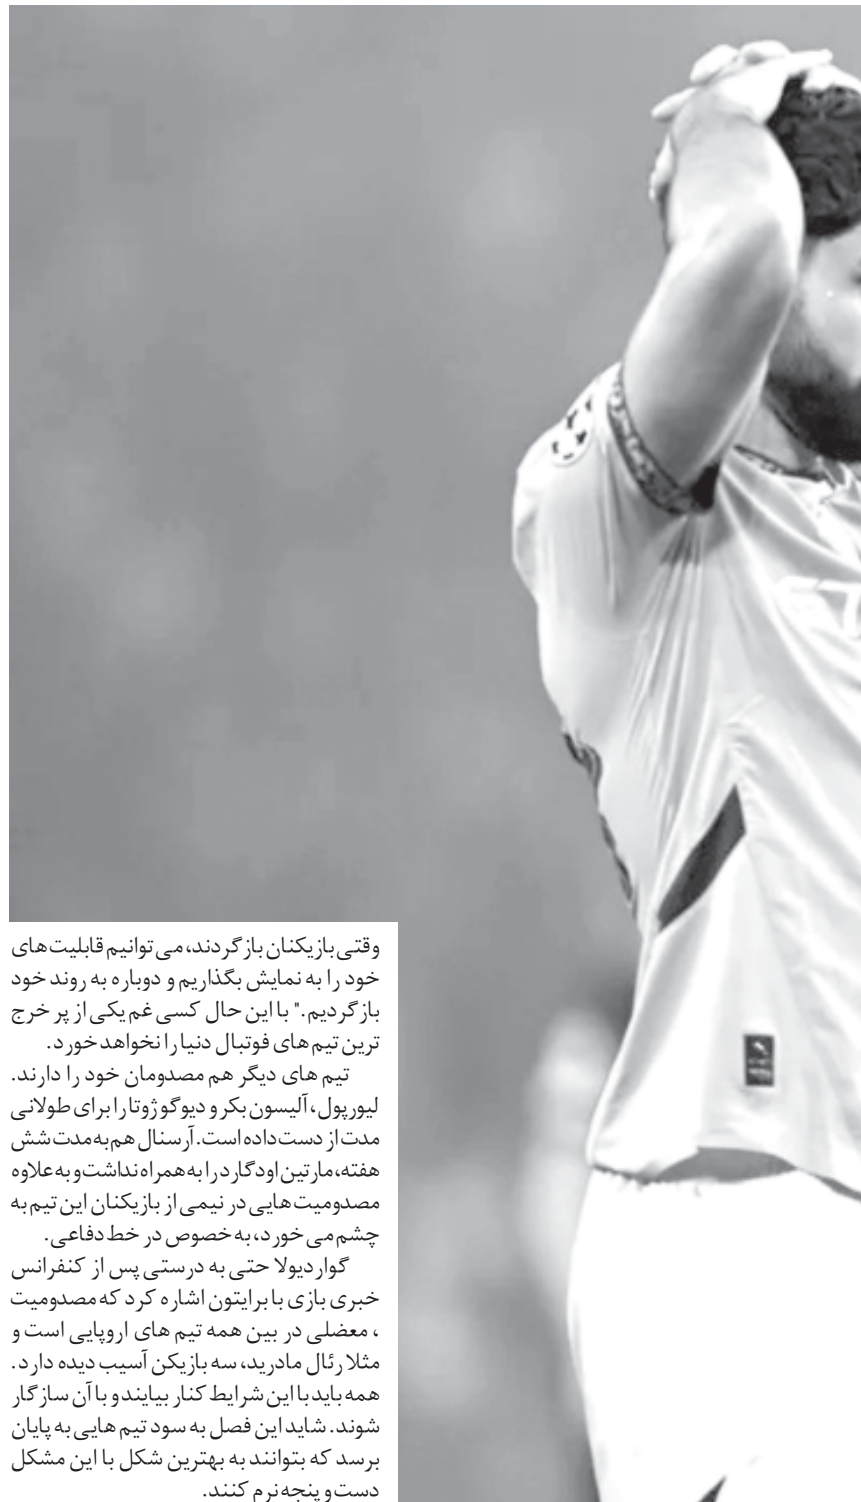 وقتی بازیکنان بازگردند، می توانیم قابلیت های
خود را به نمایش بگذاریم و دوباره به روند خود
بازگردیم." با این حال کسی غم یکی از پر خرج
ترین تیم های فوتبال دنیا را نخواهد خورد.
تیم های دیگر هم مصدومان خود را دارند.
لیورپول، آلیسون بکر و دیوگو ژوتا را برای طولانی
مدت از دست داده است. آرسنال هم به مدت شش
هفته، مارتین اودگارد را به همراه نداشت و به علاوه
مصدومیت هایی در نیمی از بازیکنان این تیم به
چشم می خورد، به خصوص در خط دفاعی.
گواردیولا حتی به درستی پس از کنفرانس
خبری بازی با برایتون اشاره کرد که مصدومیت
، معضلی در بین همه تیم های اروپایی است و
مثلا رئال مادرید، سه بازیکن آسیب دیده دارد.
همه باید با این شرایط کنار بیایند و با آن سازگار
شوند. شاید این فصل به سود تیم هایی به پایان
برسد که بتوانند به بهترین شکل با این مشکل
دست و پنجه نرم کنند.